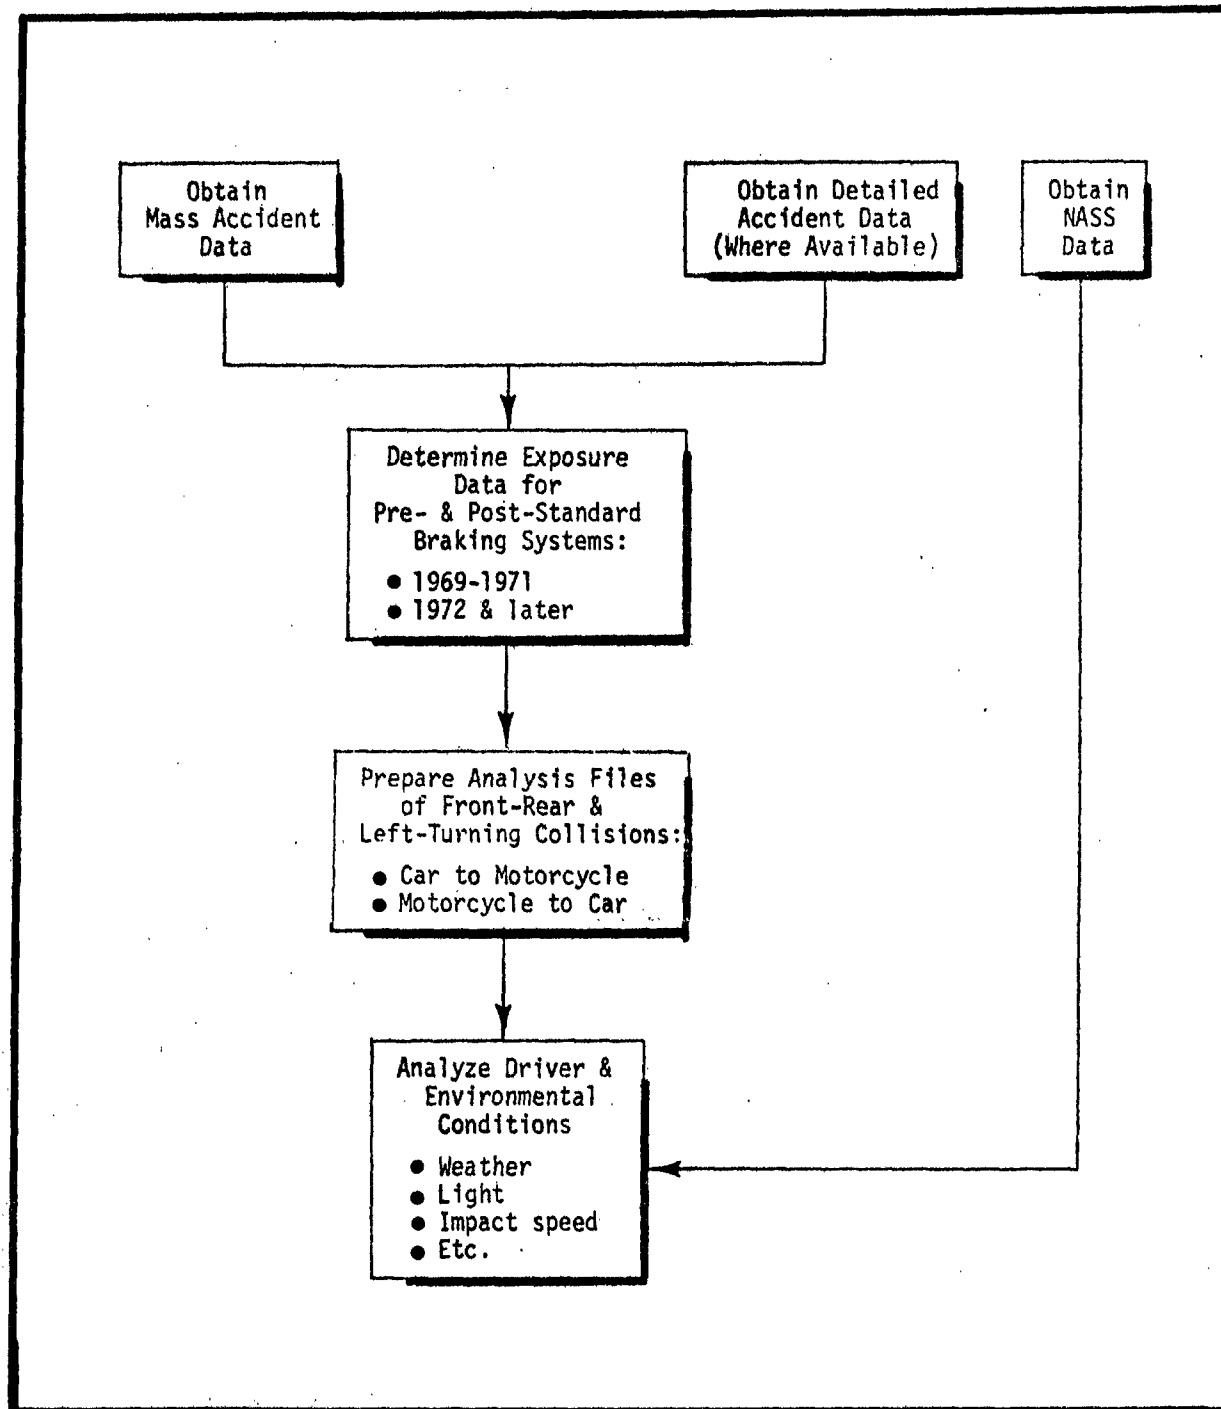 Obtain
Mass Accident
Data
Obtain Detailed
Accident Data
(Where Available)
Obtain
NASS
Data
Determine Exposure
Data for
Pre- & Post-Standard
Braking Systems:
● 1969-1971
● 1972 & later
Prepare Analysis Files
of Front-Rear &
Left-Turning Collisions:
● Car to Motorcycle
● Motorcycle to Car
Analyze Driver &
Environmental
Conditions
● Weather
● Light
● Impact speed
● Etc.